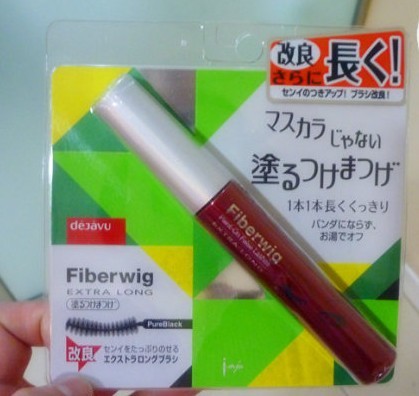 改良
さらに
長く!
センイのつきアップ! ブラシ改良!
マスカラ
じゃない
塗るつけまつげ
1本1本長くくっきり
パンダにならず、
お湯でオフ
Fiberwig
EXTRA LONG
dejavu
Fiberwig
EXTRA LONG
塗るつけまつげ
PureBlack
改良
センイをたっぷりのせる
エクストラロングブラシ